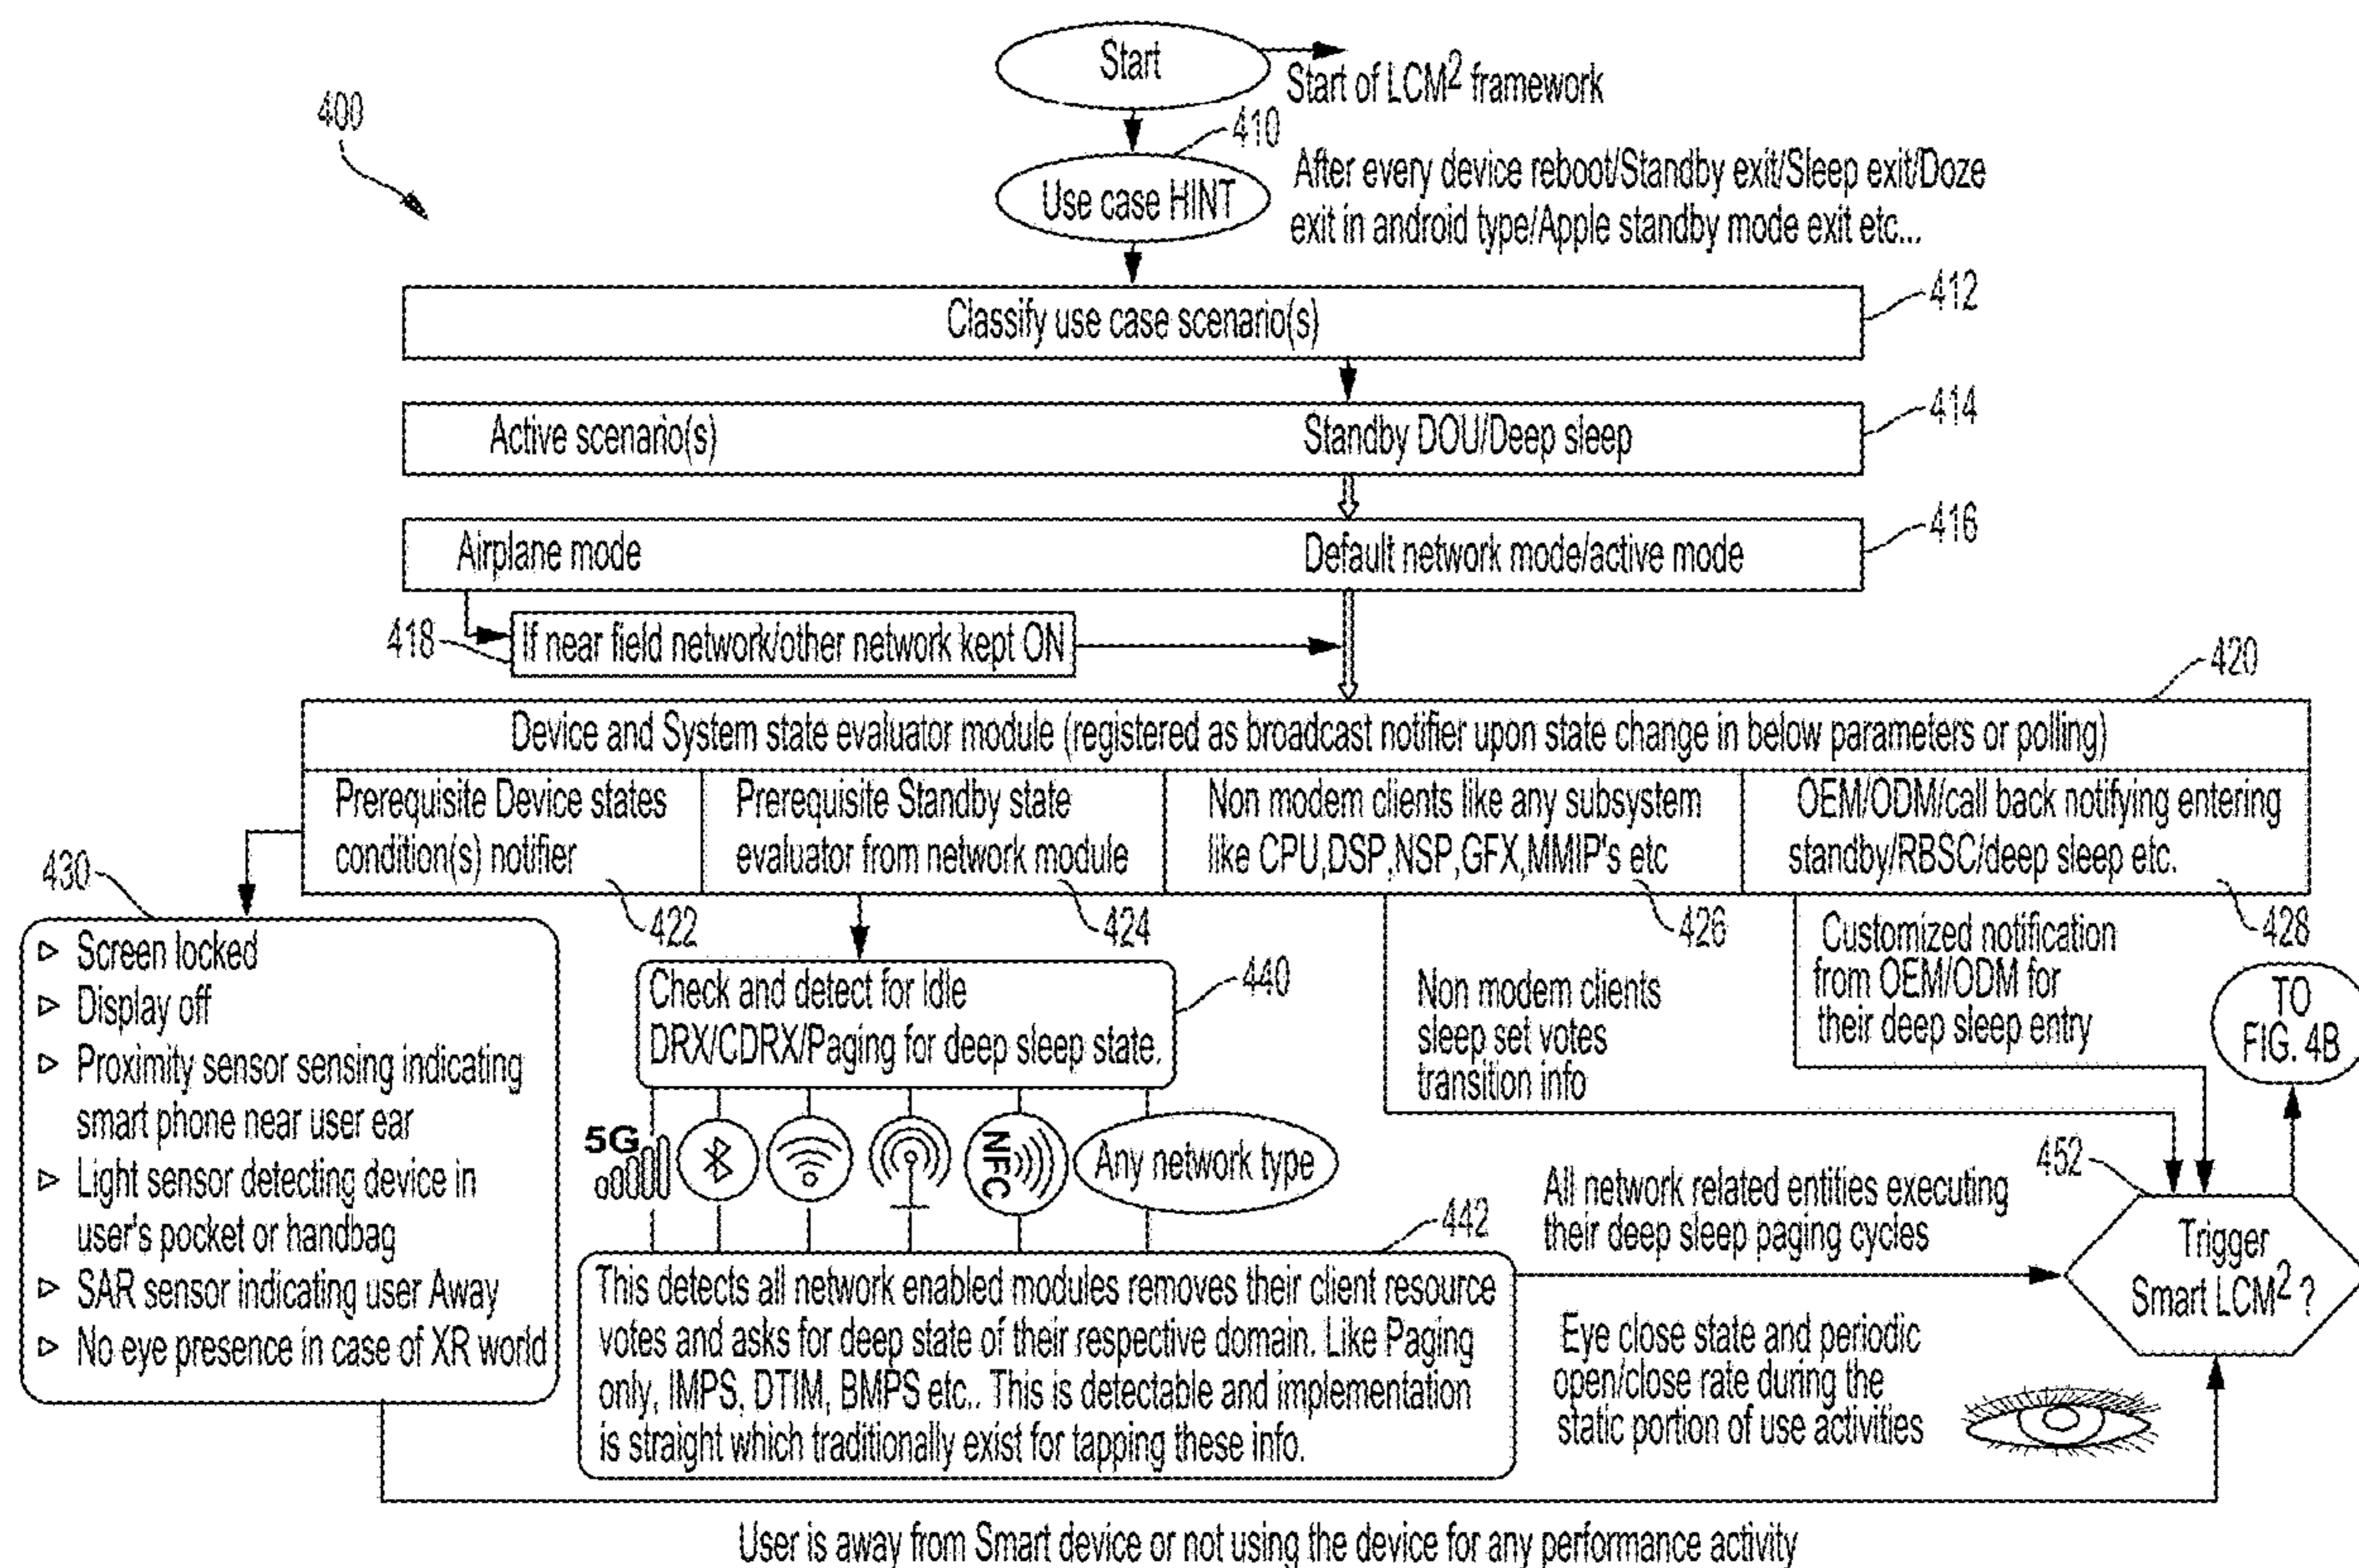 Start
Start of LCM2 framework
400
410
Use case HINT
After every device reboot/Standby exit/Sleep exit/Doze
exit in android type/Apple standby mode exit etc...
Classify use case scenario(s)
412
Active scenario(s)
Standby DOU/Deep sleep
414
Airplane mode
Default network mode/active mode
416
418
If near field network/other network kept ON
420
Device and System state evaluator module (registered as broadcast notifier upon state change in below parameters or polling)
Prerequisite Device states
condition(s) notifier
422
Prerequisite Standby state
evaluator from network module
424
Non modem clients like any subsystem
like CPU,DSP,NSP,GFX,MMIP's etc
426
OEM/ODM/call back notifying entering
standby/RBSC/deep sleep etc.
428
430
Screen locked
Display off
Proximity sensor sensing indicating
smart phone near user ear
Light sensor detecting device in
user's pocket or handbag
SAR sensor indicating user Away
No eye presence in case of XR world
Check and detect for Idle
DRX/CDRX/Paging for deep sleep state.
440
5G
NFC
Any network type
442
This detects all network enabled modules removes their client resource
votes and asks for deep state of their respective domain. Like Paging
only, IMPS, DTIM, BMPS etc.. This is detectable and implementation
is straight which traditionally exist for tapping these info.
Non modem clients
sleep set votes
transition info
Customized notification
from OEM/ODM for
their deep sleep entry
TO
FIG. 4B
All network related entities executing
their deep sleep paging cycles
452
Trigger
Smart LCM2 ?
Eye close state and periodic
open/close rate during the
static portion of use activities
User is away from Smart device or not using the device for any performance activity